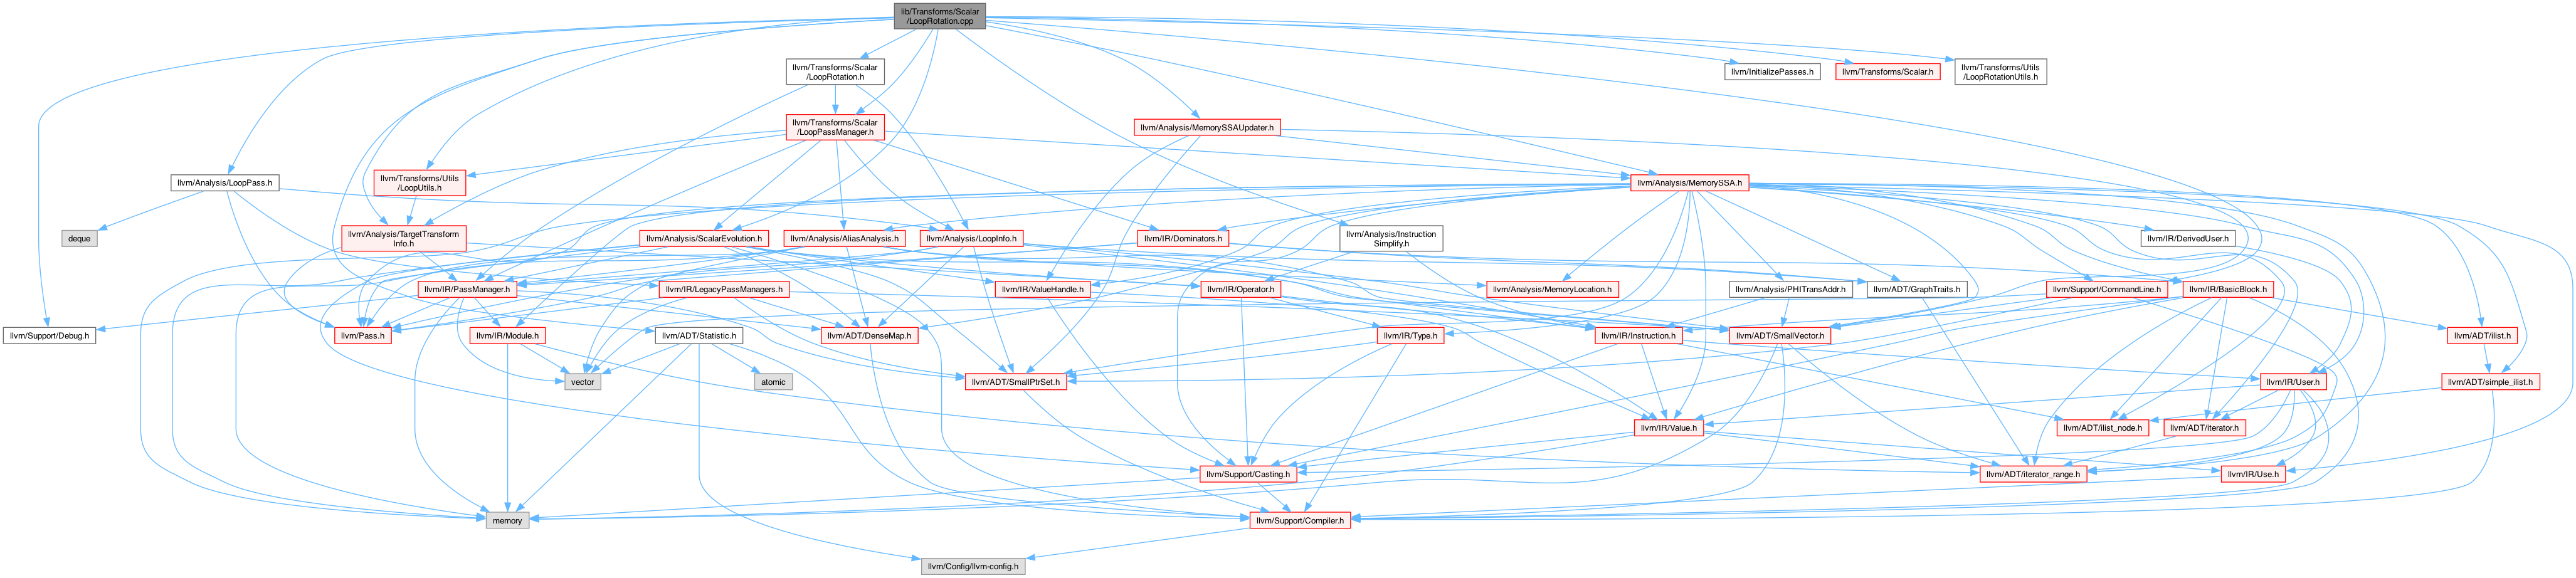 lib/Transforms/Scalar
/LoopRotation.cpp
llvm/Transforms/Scalar
/LoopRotation.h
llvm/InitializePasses.h
llvm/Transforms/Scalar.h
llvm/Transforms/Utils
/LoopRotationUtils.h
llvm/Transforms/Scalar
/LoopPassManager.h
llvm/Analysis/MemorySSAUpdater.h
llvm/Analysis/LoopPass.h
llvm/Transforms/Utils
/LoopUtils.h
llvm/Analysis/MemorySSA.h
deque
llvm/Analysis/TargetTransform
Info.h
llvm/Analysis/ScalarEvolution.h
llvm/Analysis/AliasAnalysis.h
llvm/Analysis/LoopInfo.h
llvm/IR/Dominators.h
llvm/Analysis/Instruction
Simplify.h
llvm/IR/DerivedUser.h
llvm/IR/PassManager.h
llvm/IR/LegacyPassManagers.h
llvm/IR/ValueHandle.h
llvm/IR/Operator.h
llvm/Analysis/MemoryLocation.h
llvm/Analysis/PHITransAddr.h
llvm/ADT/GraphTraits.h
llvm/Support/CommandLine.h
llvm/IR/BasicBlock.h
llvm/Support/Debug.h
llvm/Pass.h
llvm/IR/Module.h
llvm/ADT/Statistic.h
llvm/ADT/DenseMap.h
llvm/IR/Type.h
llvm/IR/Instruction.h
llvm/ADT/SmallVector.h
llvm/ADT/ilist.h
vector
atomic
llvm/ADT/SmallPtrSet.h
llvm/IR/User.h
llvm/ADT/simple_ilist.h
llvm/IR/Value.h
llvm/ADT/ilist_node.h
llvm/ADT/iterator.h
llvm/Support/Casting.h
llvm/ADT/iterator_range.h
llvm/IR/Use.h
memory
llvm/Support/Compiler.h
llvm/Config/llvm-config.h